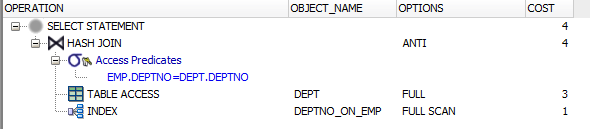 OPERATION OBJECT_NAME OPTIONS COST
SELECT STATEMENT 4
HASH JOIN ANTI 4
Access Predicates
EMP.DEPTNO=DEPT.DEPTNO
TABLE ACCESS DEPT FULL 3
INDEX DEPTNO_ON_EMP FULL SCAN 1